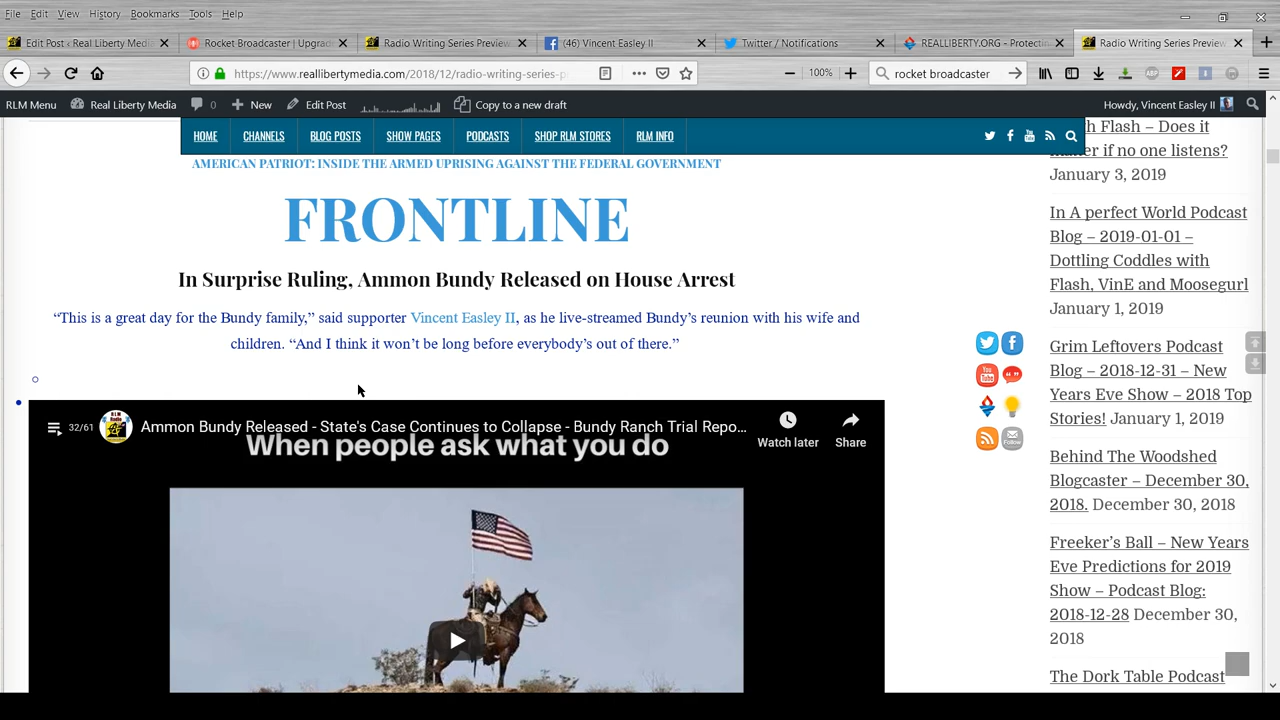 File Edit View History Bookmarks Tools Help
Edit Post ‹ Real Liberty Medi
Rocket Broadcaster | Upgrad
Radio Writing Series Preview
(46) Vincent Easley II
Twitter / Notifications
REALLIBERTY.ORG - Protectin
Radio Writing Series Preview
https://www.reallibertymedia.com/2018/12/radio-writing-series-p
100%
rocket broadcaster
ABP
RLM Menu
Real Liberty Media
0
New
Edit Post
Copy to a new draft
Howdy, Vincent Easley II
HOME
CHANNELS
BLOG POSTS
SHOW PAGES
PODCASTS
SHOP RLM STORES
RLM INFO
AMERICAN PATRIOT: INSIDE THE ARMED UPRISING AGAINST THE FEDERAL GOVERNMENT
FRONTLINE
In Surprise Ruling, Ammon Bundy Released on House Arrest
“This is a great day for the Bundy family,” said supporter Vincent Easley II, as he live-streamed Bundy’s reunion with his wife and
children. “And I think it won’t be long before everybody’s out of there.”
32/61
Ammon Bundy Released - State's Case Continues to Collapse - Bundy Ranch Trial Repo...
When people ask what you do
Watch later
Share
You
Tube
Follow
h Flash – Does it
if no one listens?
January 3, 2019
In A perfect World Podcast
Blog – 2019-01-01 –
Dottling Coddles with
Flash, VinE and Moosegurl
January 1, 2019
Grim Leftovers Podcast
Blog – 2018-12-31 – New
Years Eve Show – 2018 Top
Stories! January 1, 2019
Behind The Woodshed
Blogcaster – December 30,
2018. December 30, 2018
Freeker’s Ball – New Years
Eve Predictions for 2019
Show – Podcast Blog:
2018-12-28 December 30,
2018
The Dork Table Podcast